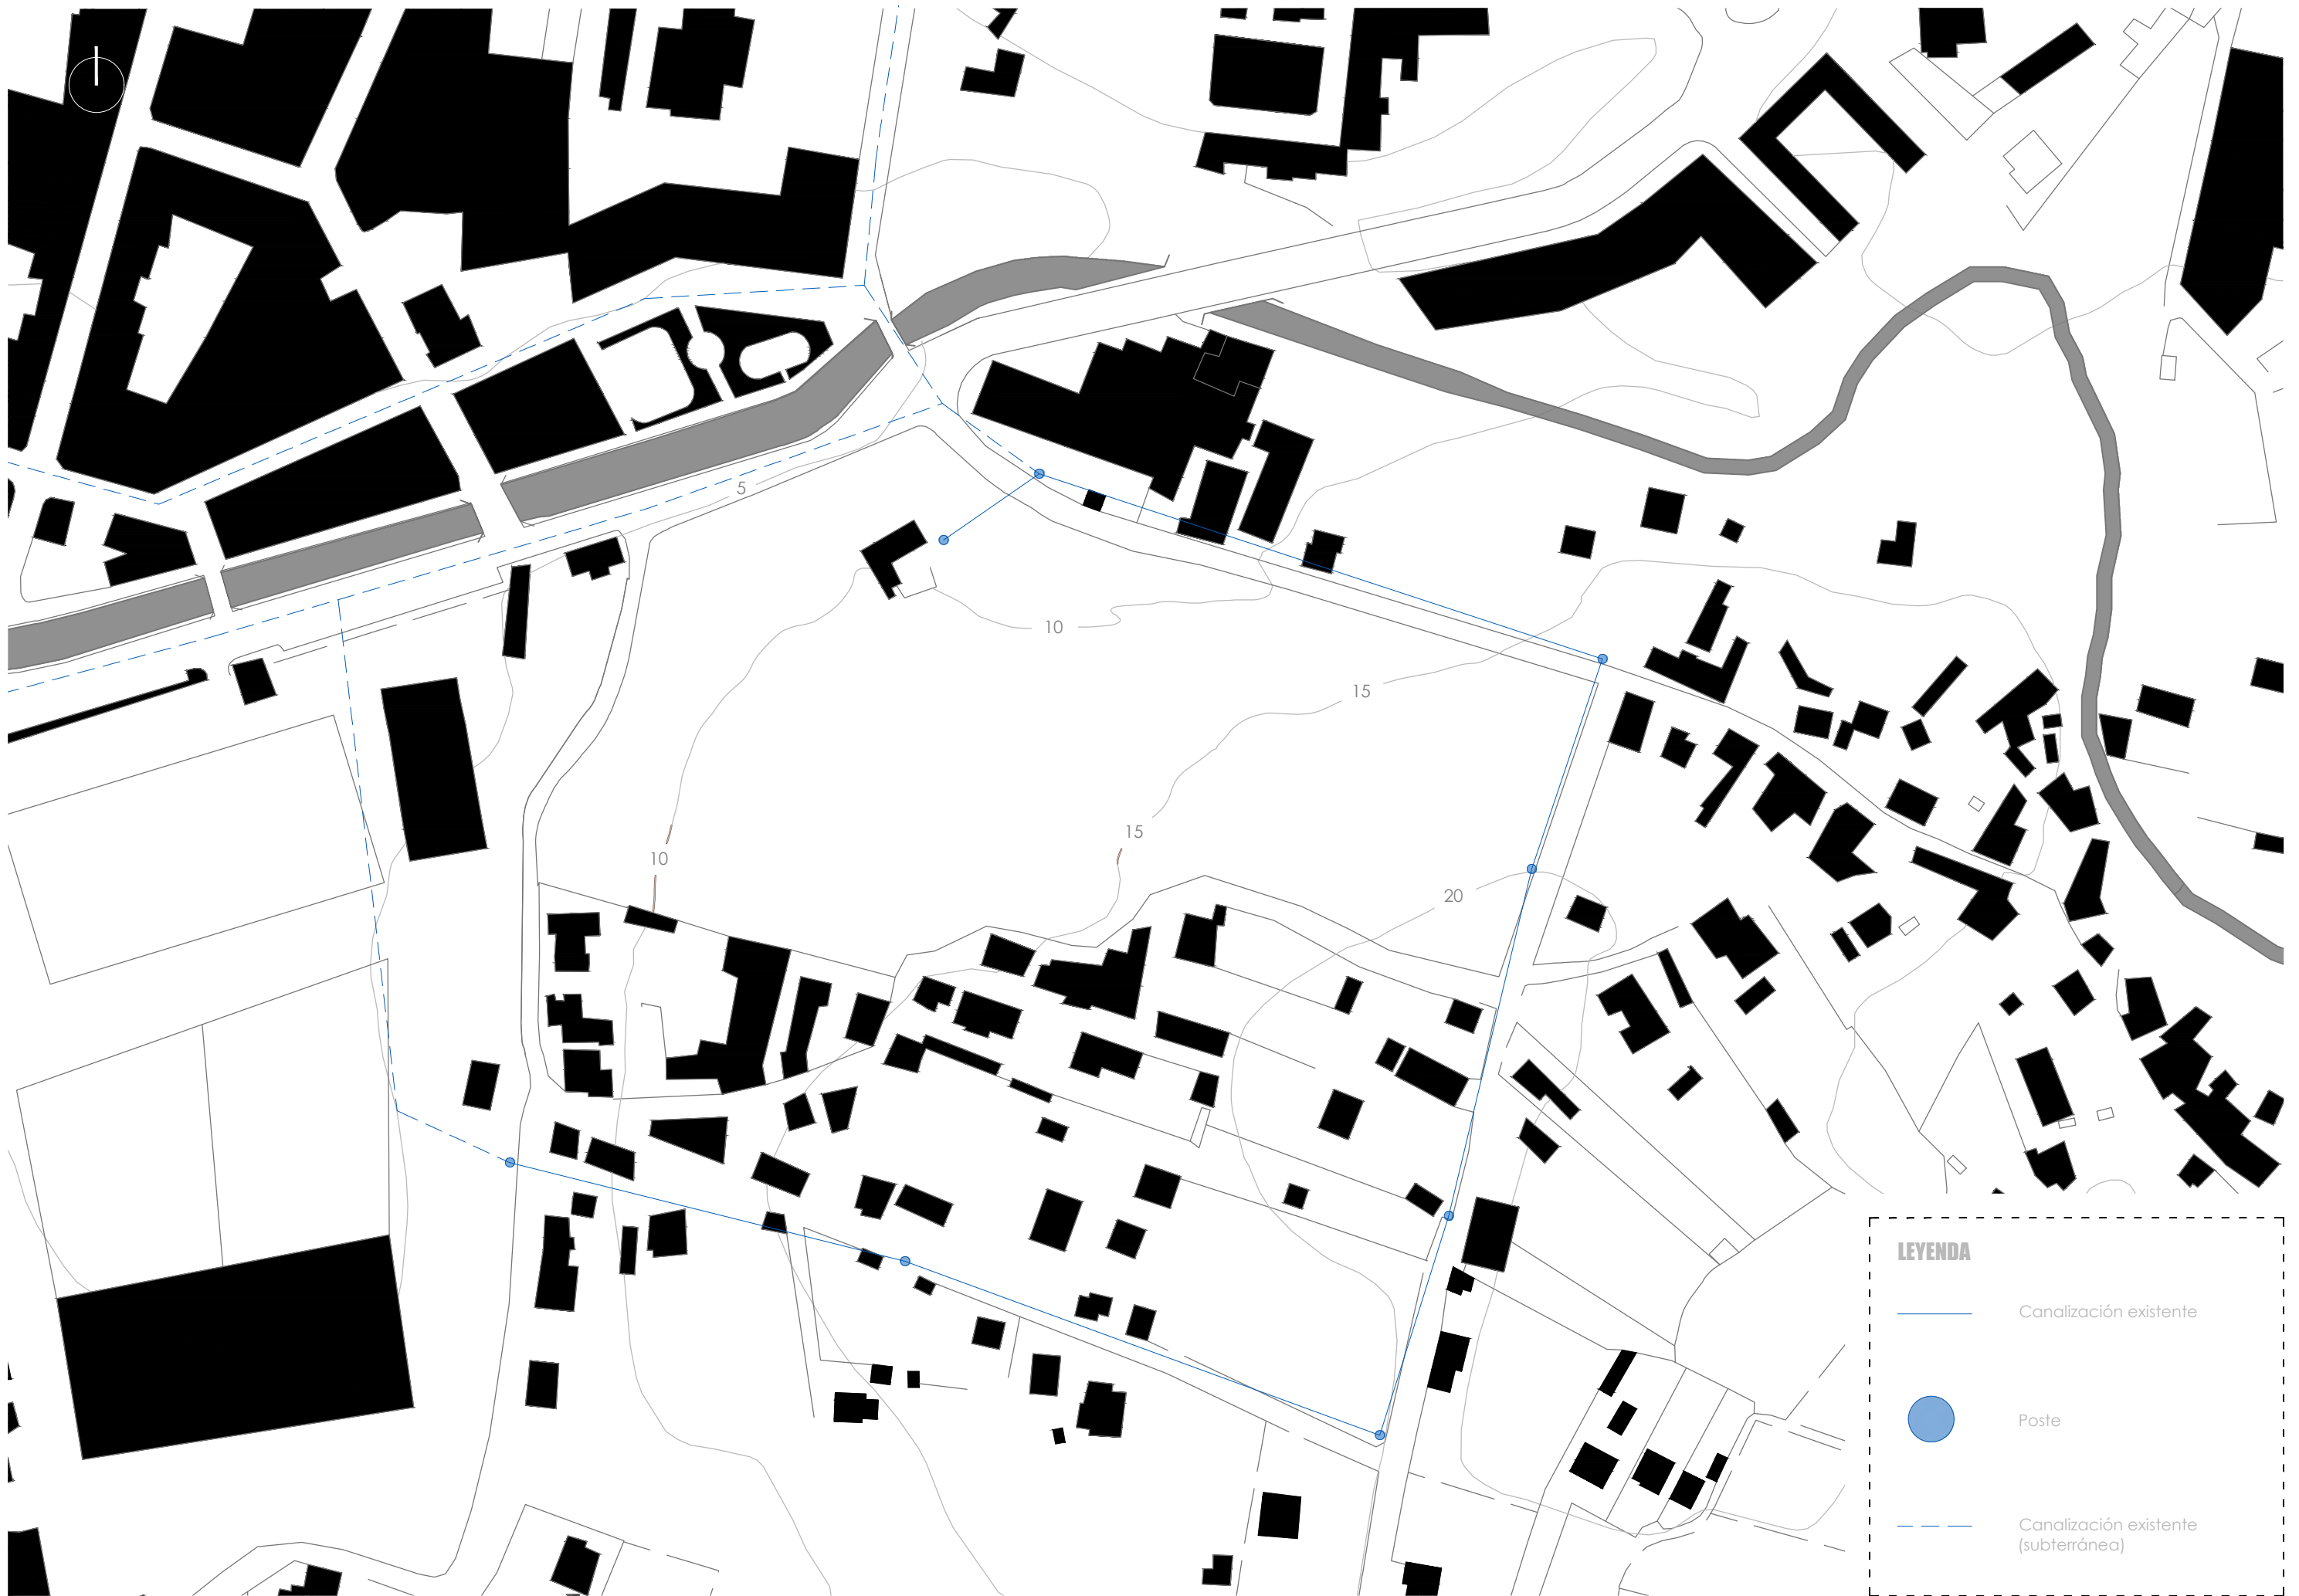 5
10
15
15
10
20
LEYENDA
Canalización existente
Poste
Canalización existente
(subterránea)